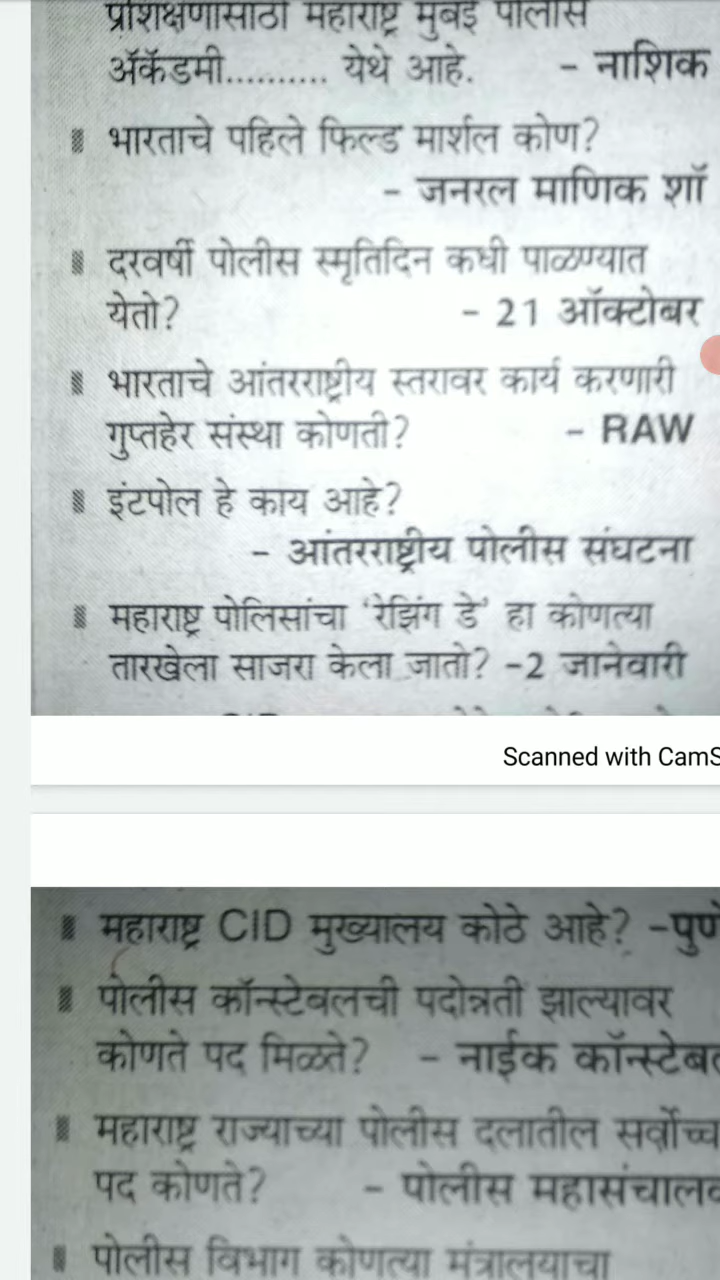 प्रशिक्षणासाठी महाराष्ट्र मुंबई पोलीस
ॲकॅडमी.......... येथे आहे. - नाशिक
भारताचे पहिले फिल्ड मार्शल कोण?
- जनरल माणिक शॉ
दरवर्षी पोलीस स्मृतिदिन कधी पाळण्यात
येतो? - 21 ऑक्टोबर
भारताचे आंतरराष्ट्रीय स्तरावर कार्य करणारी
गुप्तहेर संस्था कोणती? - RAW
इंटपोल हे काय आहे?
- आंतरराष्ट्रीय पोलीस संघटना
महाराष्ट्र पोलिसांचा 'रेझिंग डे' हा कोणत्या
तारखेला साजरा केला जातो? -2 जानेवारी
Scanned with CamS
महाराष्ट्र CID मुख्यालय कोठे आहे? -पुणे
पोलीस कॉन्स्टेबलची पदोन्नती झाल्यावर
कोणते पद मिळते? - नाईक कॉन्स्टेब
महाराष्ट्र राज्याच्या पोलीस दलातील सर्वोच्च
पद कोणते? - पोलीस महासंचाल
पोलीस विभाग कोणत्या मंत्रालयाचा